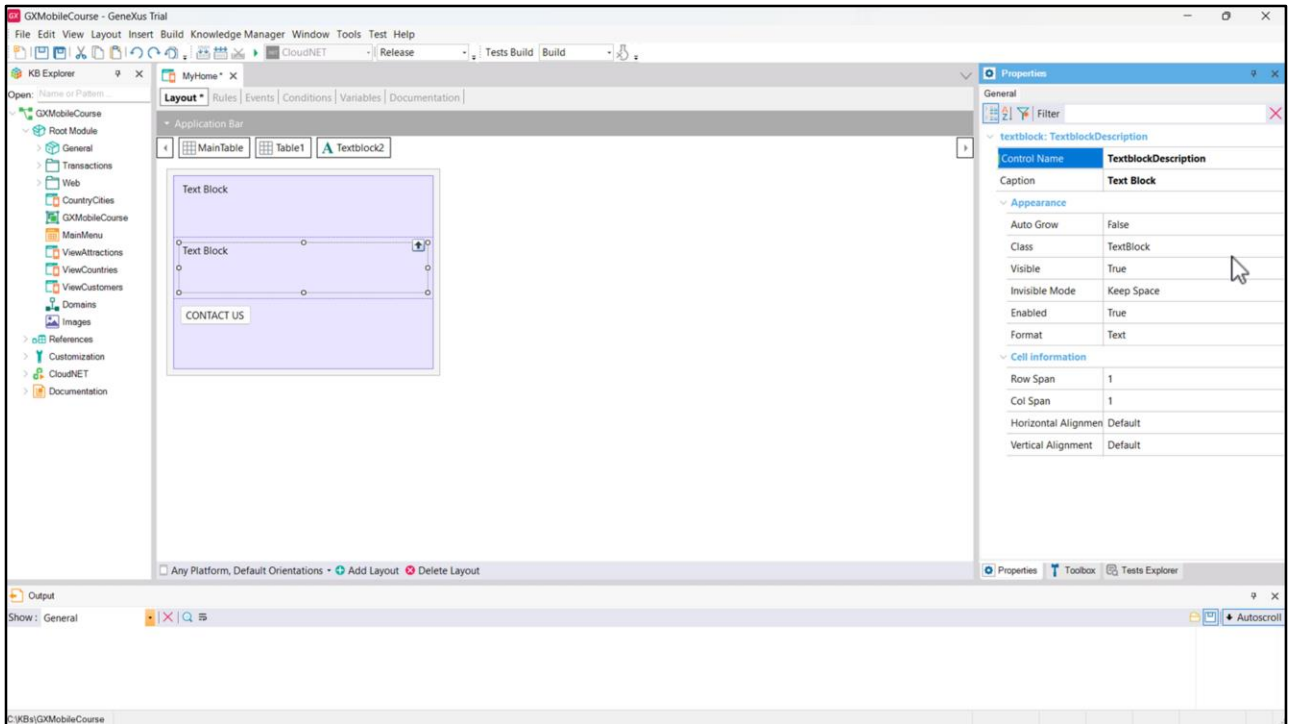 GX GXMobileCourse - GeneXus Trial
File Edit View Layout Insert Build Knowledge Manager Window Tools Test Help
CloudNET Release Tests Build Build
KB Explorer
Open: Name or Pattern
GXMobileCourse
Root Module
General
Transactions
Web
CountryCities
GXMobileCourse
MainMenu
ViewAttractions
ViewCountries
ViewCustomers
Domains
Images
References
Customization
CloudNET
Documentation
MyHome*
Layout * Rules Events Conditions Variables Documentation
Application Bar
MainTable Table1 A Textblock2
Text Block
Text Block
CONTACT US
Any Platform, Default Orientations Add Layout Delete Layout
Properties
General
Filter
textblock: TextblockDescription
Control Name TextblockDescription
Caption Text Block
Appearance
Auto Grow False
Class TextBlock
Visible True
Invisible Mode Keep Space
Enabled True
Format Text
Cell information
Row Span 1
Col Span 1
Horizontal Alignmen Default
Vertical Alignment Default
Properties Toolbox Tests Explorer
Output
Show: General Autoscroll
C:\KBs\GXMobileCourse